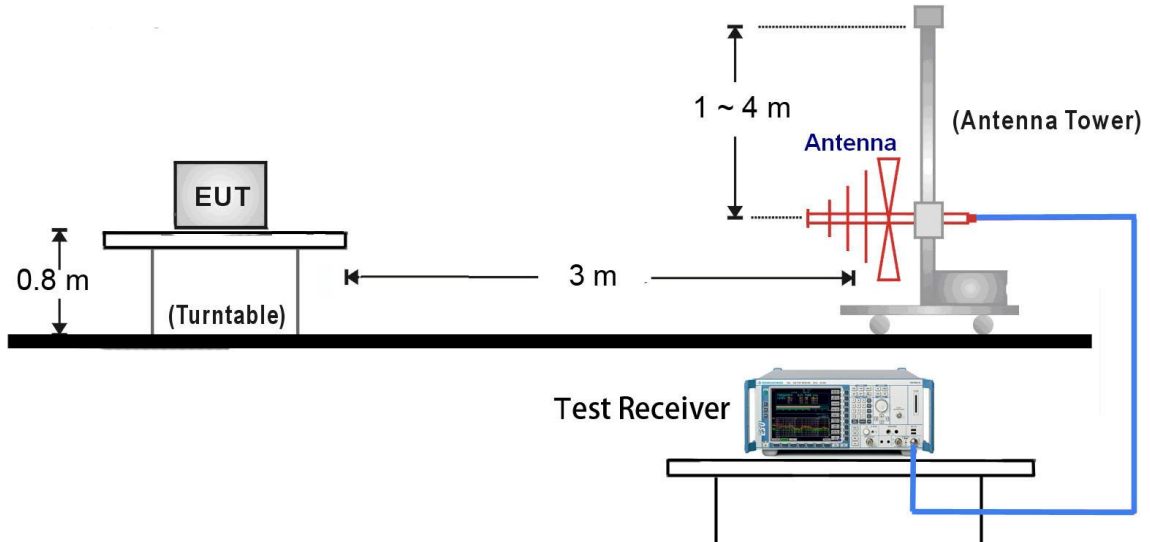 1 ~ 4 m
(Antenna Tower)
Antenna
EUT
0.8 m
3 m
(Turntable)
Test Receiver